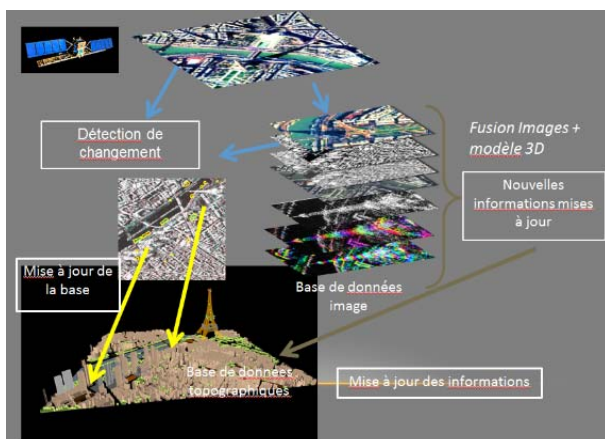 Détection de
changement
Fusion Images +
modèle 3D
Nouvelles
informations mises
à jour
Mise à jour de
la base
Base de données
image
Base de données
topographiques
Mise à jour des informations